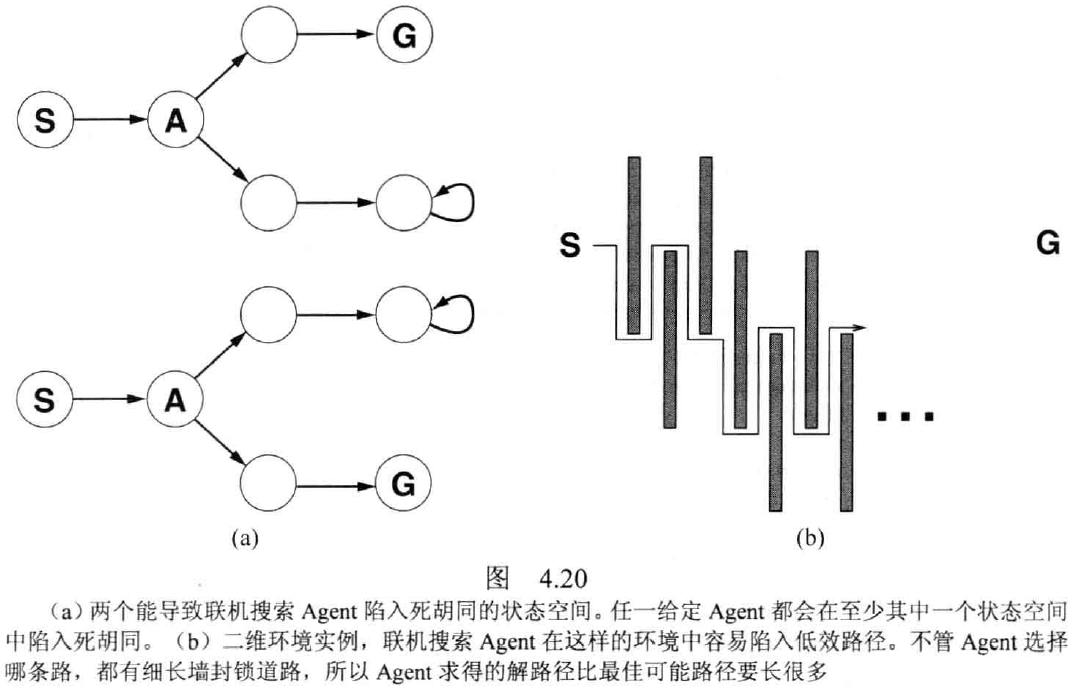 G
S
A
S
G
S
A
G
(a)
(b)
图 4.20
（a）两个能导致联机搜索 Agent 陷入死胡同的状态空间。任一给定 Agent 都会在至少其中一个状态空间
中陷入死胡同。（b）二维环境实例，联机搜索 Agent 在这样的环境中容易陷入低效路径。不管 Agent 选择
哪条路，都有细长墙封锁道路，所以 Agent 求得的解路径比最佳可能路径要长很多